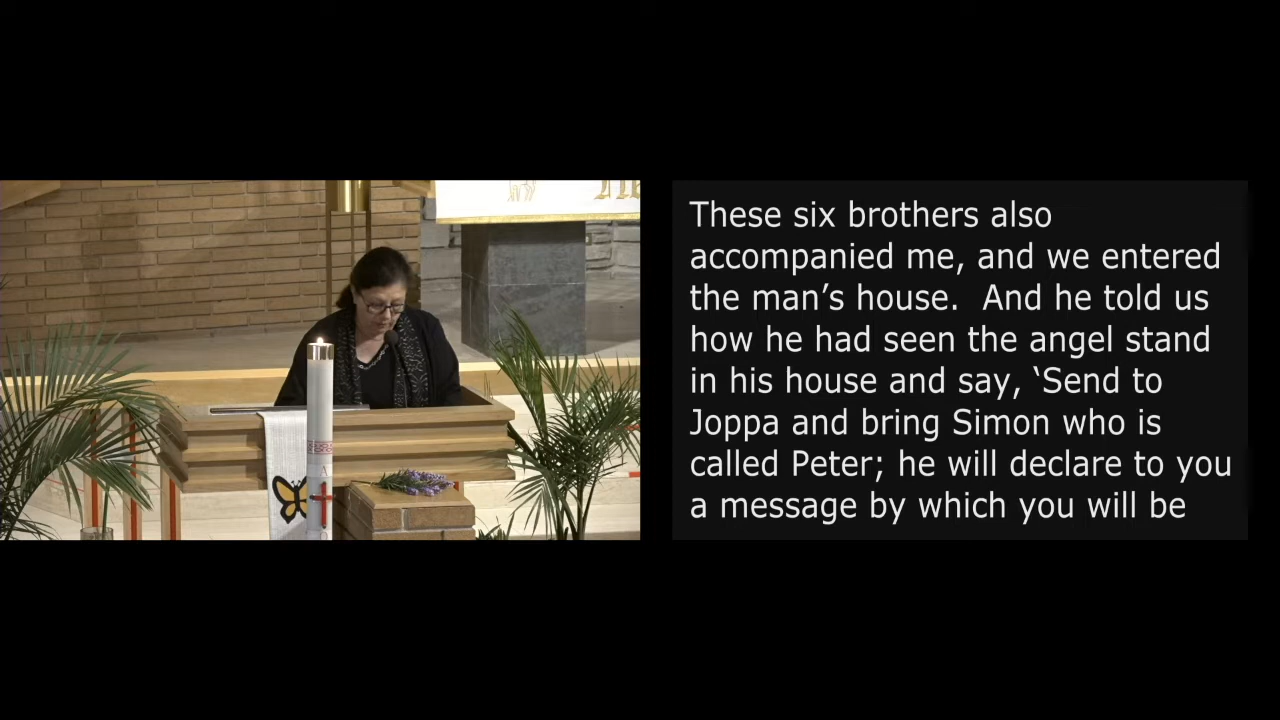 These six brothers also
accompanied me, and we entered
the man’s house.  And he told us
how he had seen the angel stand
in his house and say, ‘Send to
Joppa and bring Simon who is
called Peter; he will declare to you
a message by which you will be